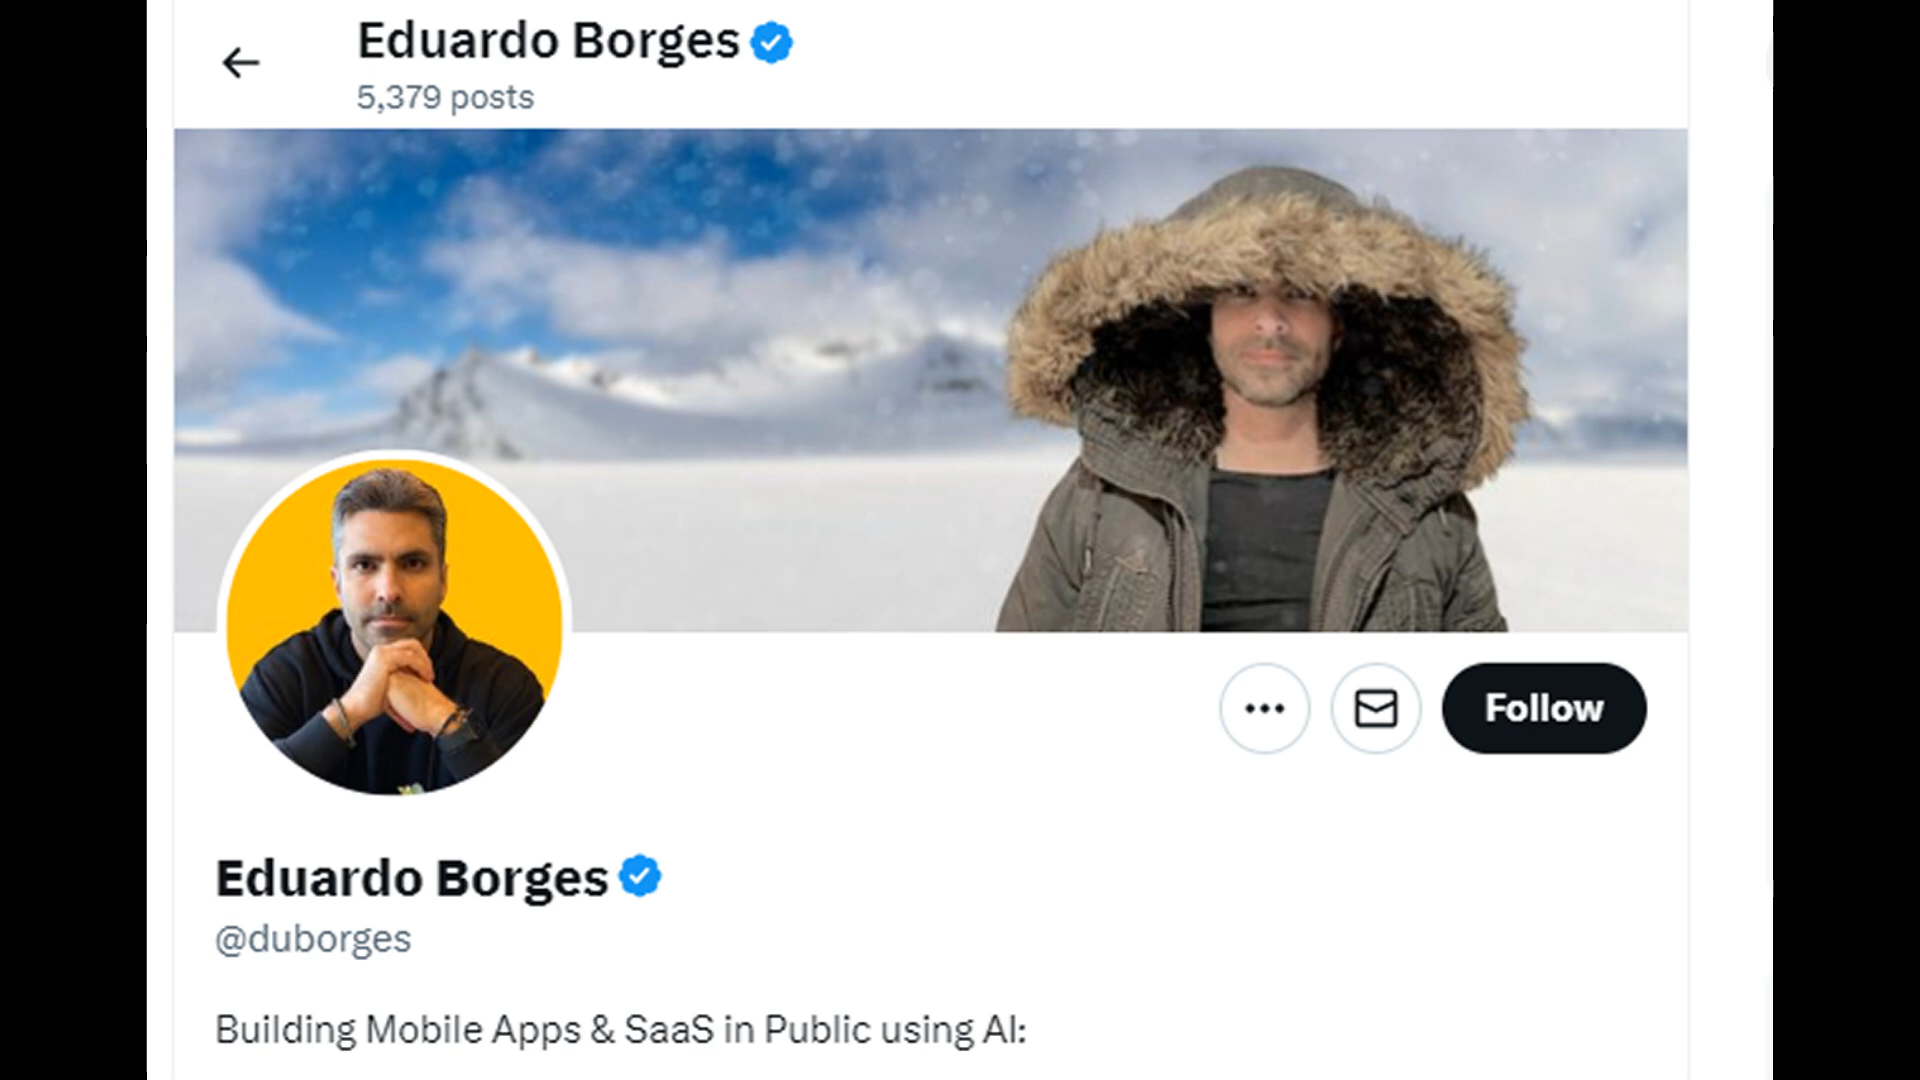 Eduardo Borges
5,379 posts
Follow
Eduardo Borges
@duborges
Building Mobile Apps & SaaS in Public using AI: